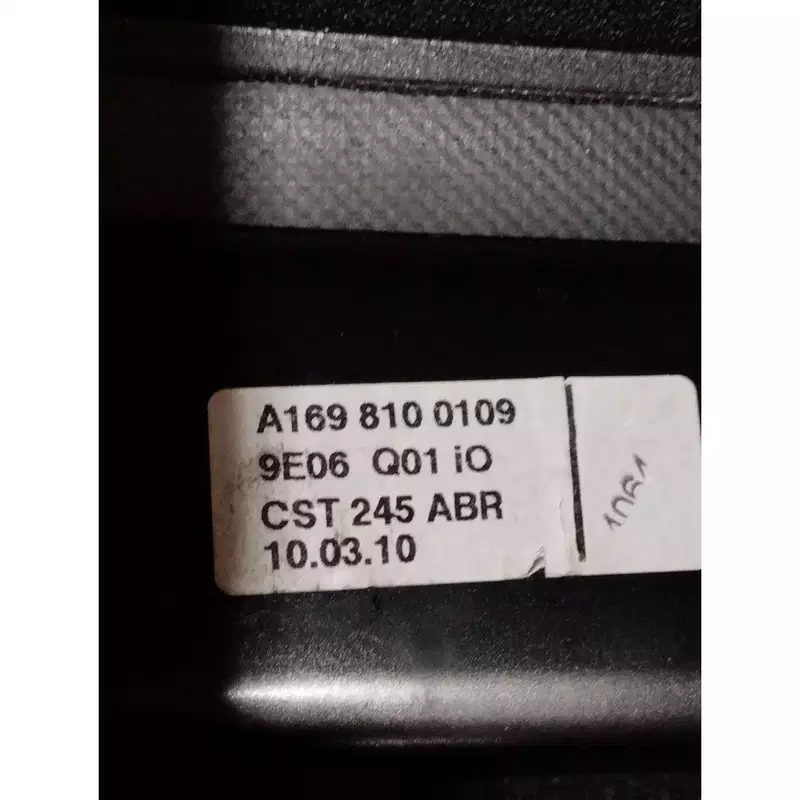 A169 810 0109
9E06 Q01 iO
CST 245 ABR
10.03.10